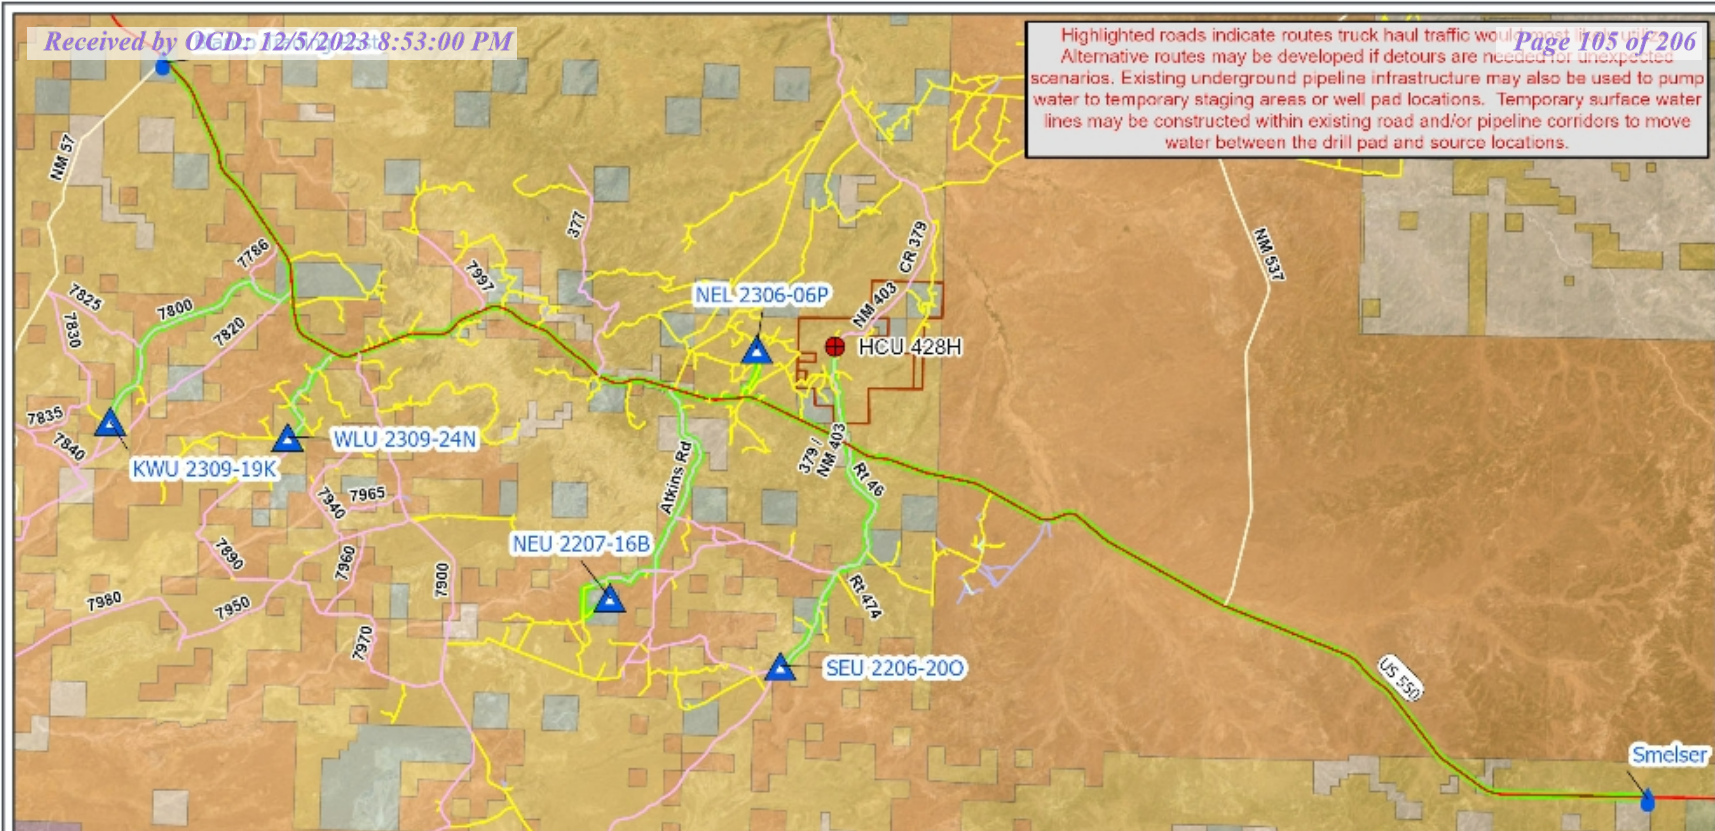 Received by OCD: 12/5/2023 8:53:00 PM
Page 105 of 206
Highlighted roads indicate routes truck haul traffic would most likely utilize.
Alternative routes may be developed if detours are needed for unexpected
scenarios. Existing underground pipeline infrastructure may also be used to pump
water to temporary staging areas or well pad locations. Temporary surface water
lines may be constructed within existing road and/or pipeline corridors to move
water between the drill pad and source locations.
NM 57
377
CR 379
NM 537
7786
7997
7825
7800
7830
7820
NEL 2306-06P
NM 403
HCU 428H
7835
7840
WLU 2309-24N
KWU 2309-19K
379 /
NM 403
Atkins Rd
Rt 46
7940
7965
NEU 2207-16B
7890
7960
7900
Rt 474
7980
7950
7970
SEU 2206-20O
US 550
Smelser